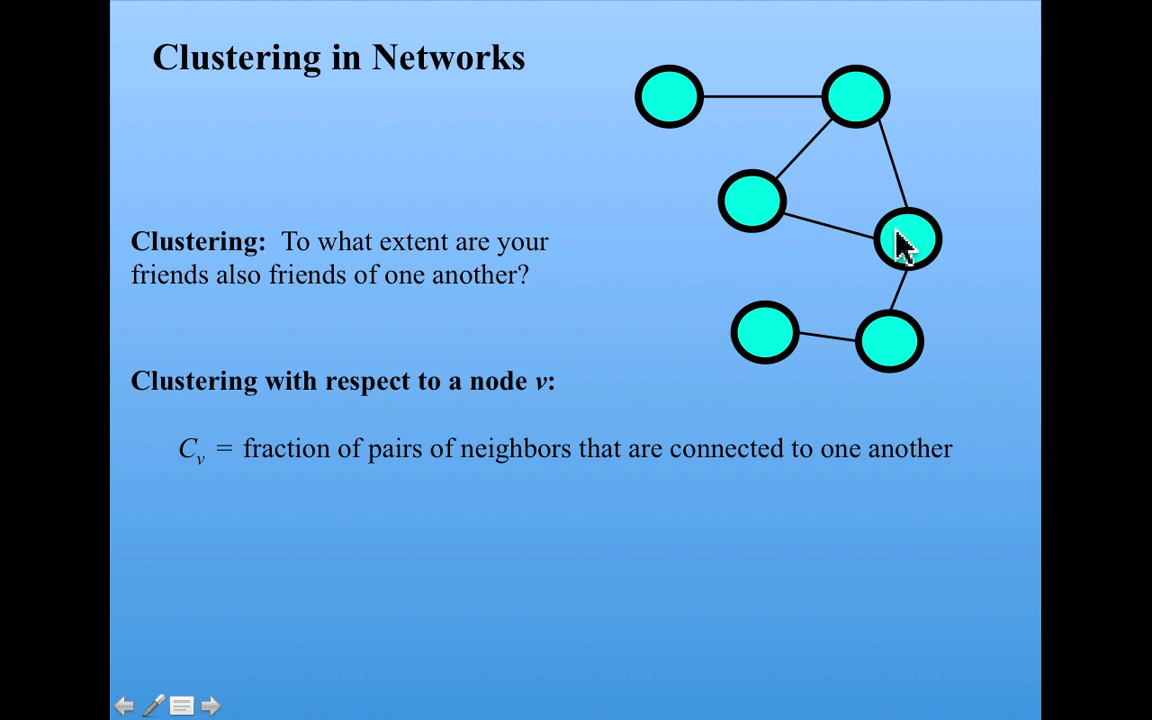 Clustering in Networks
Clustering: To what extent are your
friends also friends of one another?
Clustering with respect to a node v:
Cv = fraction of pairs of neighbors that are connected to one another